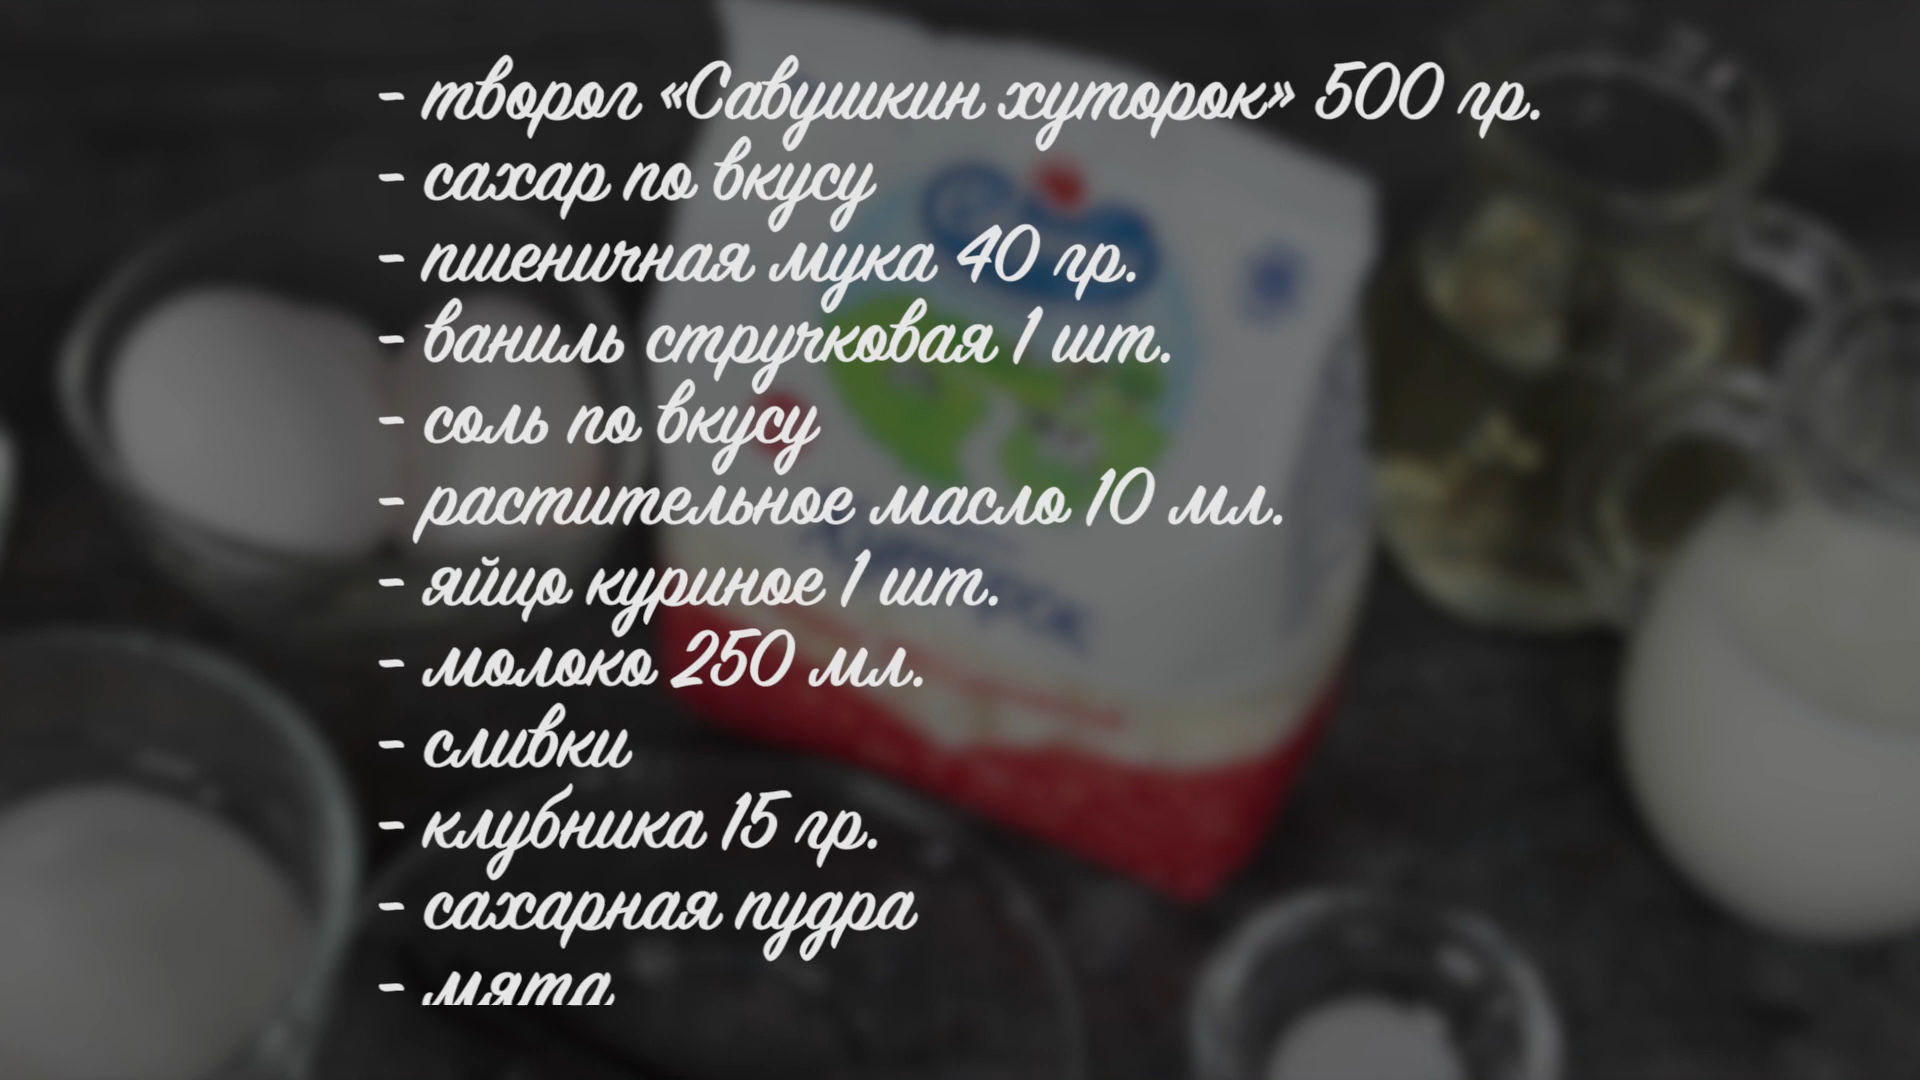 - творог «Савушкин хуторок» 500 гр.
- сахар по вкусу
- пшеничная мука 40 гр.
- ваниль стручковая 1 шт.
- соль по вкусу
- растительное масло 10 мл.
- яйцо куриное 1 шт.
- молоко 250 мл.
- сливки
- клубника 15 гр.
- сахарная пудра
- мята